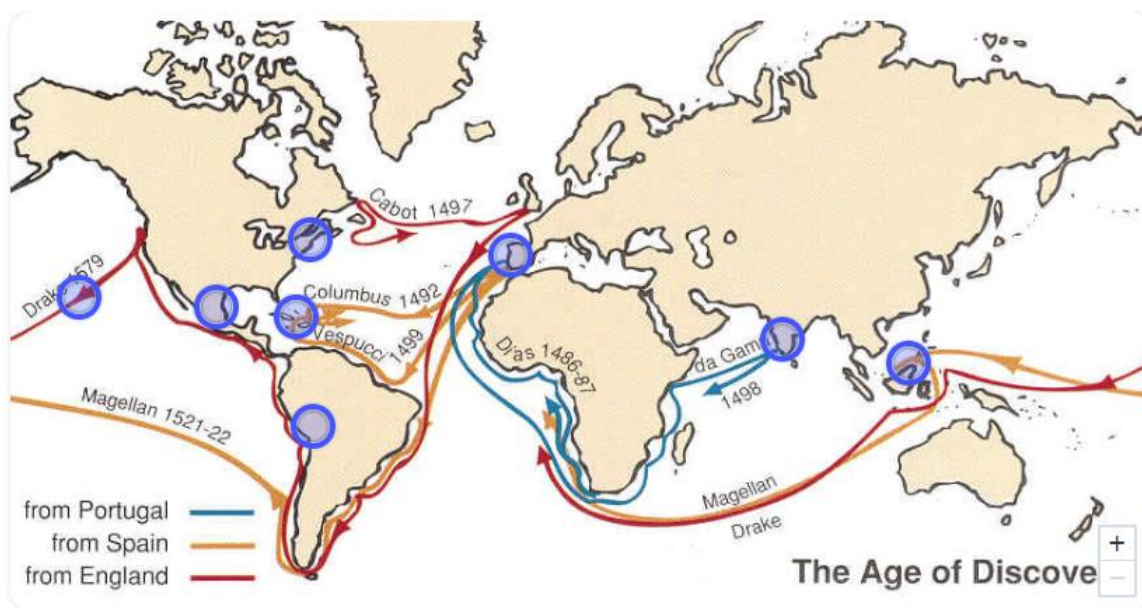 Cabot 1497
Drake 1579
Columbus 1492
Vespucci 1499
Dias 1486-87
da Gam
1498
Magellan 1521-22
Magellan
Drake
from Portugal
from Spain
from England
The Age of Discove
+
−